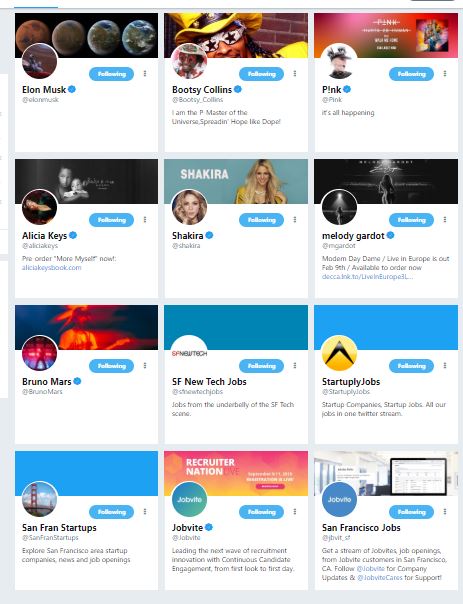 P!NK
BEAUTIFUL TRAUMA
Following
Elon Musk
@elonmusk
Following
Bootsy Collins
@Bootsy_Collins
I am the P-Master of the
Universe,Spreadin' Hope like Dope!
Following
P!nk
@Pink
it's all happening
Following
Alicia Keys
@aliciakeys
Pre-order "More Myself" now!:
aliciakeysbook.com
SHAKIRA
Following
Shakira
@shakira
MELODY GARDOT
Following
melody gardot
@mgardot
Modern Day Dame / Live in Europe is out
Feb 9th / Available to order now
decca.lnk.to/LiveInEurope3L...
Following
Bruno Mars
@BrunoMars
SFNEWTECH
Following
SF New Tech Jobs
@sfnewtechjobs
Jobs from the underbelly of the SF Tech
scene.
Following
StartuplyJobs
@StartuplyJobs
Startup Companies, Startup Jobs. All our
jobs in one twitter stream.
Following
San Fran Startups
@SanFranStartups
Explore San Francisco area startup
companies, news and job openings
RECRUITER
NATION LIVE
REGISTRATION IS LIVE!
Jobvite
Following
Jobvite
@Jobvite
Leading the next wave of recruitment
innovation with Continuous Candidate
Engagement, from first look to first day.
Jobvite
Following
San Francisco Jobs
@jbvit_sf
Get a stream of Jobvites, job openings,
from Jobvite customers in San Francisco,
CA. Follow @Jobvite for Company
Updates & @JobviteCares for Support!